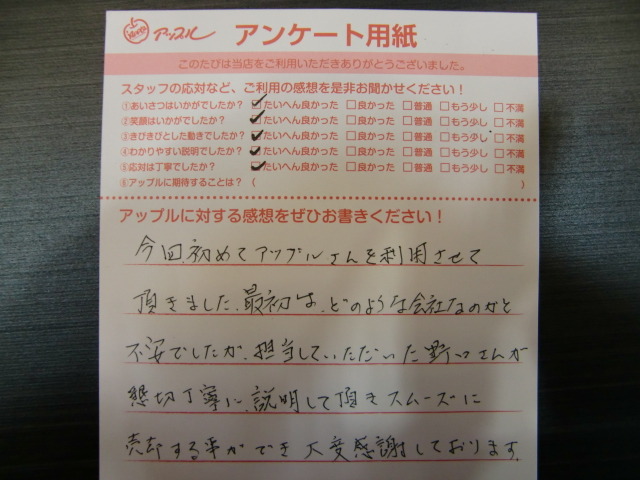 アップル アンケート用紙
このたびは当店をご利用いただきありがとうございました。
スタッフの応対など、ご利用の感想を是非お聞かせください！
①あいさつはいかがでしたか？ ☑たいへん良かった □良かった □普通 □もう少し □不満
②笑顔はいかがでしたか？ ☑たいへん良かった □良かった □普通 □もう少し □不満
③きびきびとした動きでしたか？ ☑たいへん良かった □良かった □普通 □もう少し □不満
④わかりやすい説明でしたか？ ☑たいへん良かった □良かった □普通 □もう少し □不満
⑤応対は丁寧でしたか？ ☑たいへん良かった □良かった □普通 □もう少し □不満
⑥アップルに期待することは？（ ）
アップルに対する感想をぜひお書きください！
今回、初めてアップルさんを利用させて
頂きました。最初は、どのような会社なのかと
不安でしたが、担当していただいた野口さんが
懇切丁寧に、説明して頂きスムーズに
売却する事ができ大変感謝しております。